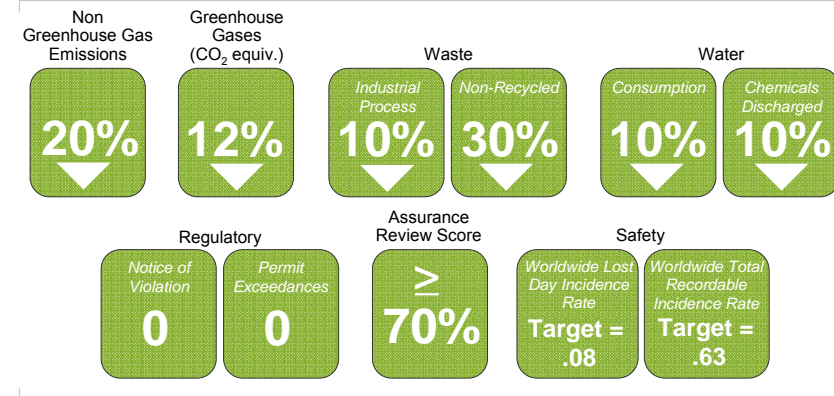 Non
Greenhouse Gas
Emissions
20%
Greenhouse
Gases
(CO2 equiv.)
12%
Waste
Industrial
Process
10%
Non-Recycled
30%
Water
Consumption
10%
Chemicals
Discharged
10%
Regulatory
Notice of
Violation
0
Permit
Exceedances
0
Assurance
Review Score
≥
70%
Safety
Worldwide Lost
Day Incidence
Rate
Target =
.08
Worldwide Total
Recordable
Incidence Rate
Target =
.63